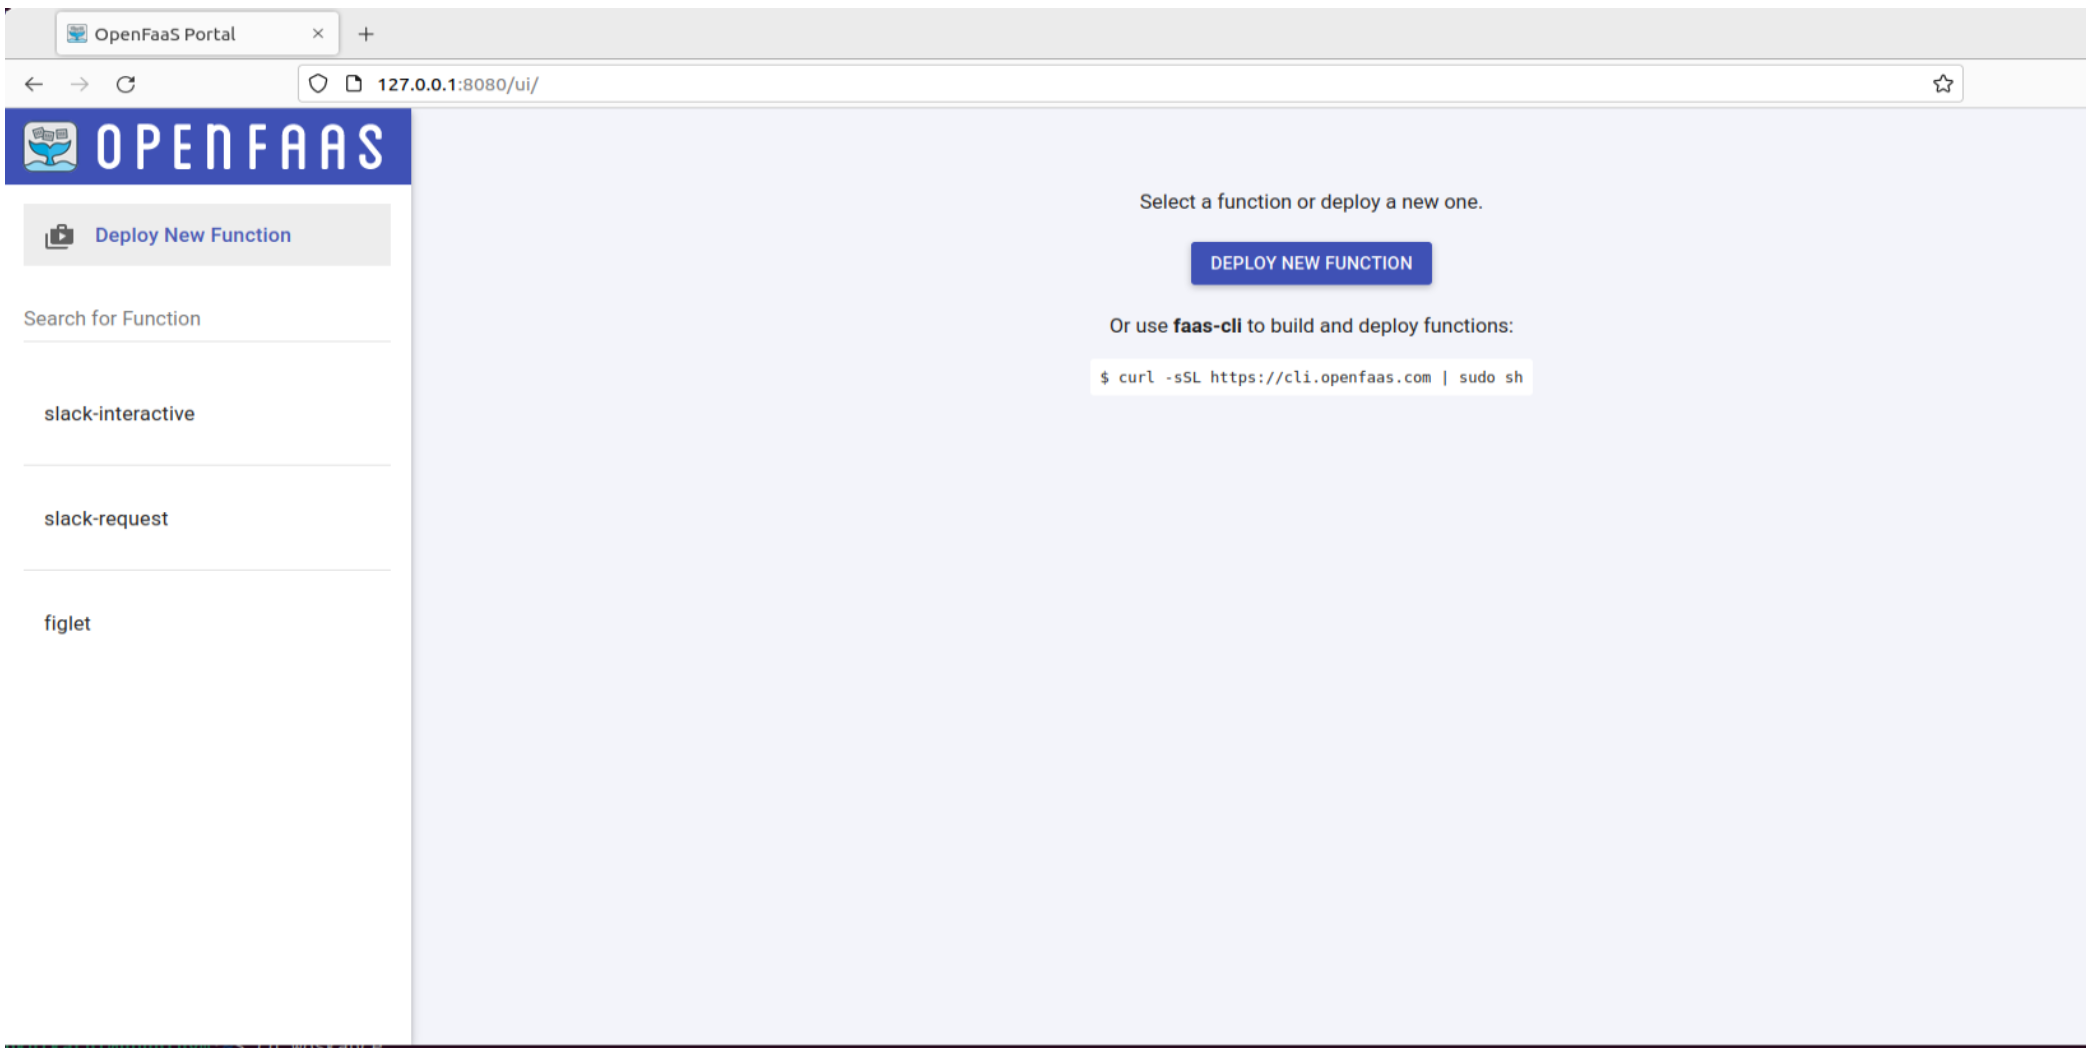 OpenFaaS Portal
127.0.0.1:8080/ui/
OPENFAAS
Deploy New Function
Search for Function
slack-interactive
slack-request
figlet
Select a function or deploy a new one.
DEPLOY NEW FUNCTION
Or use faas-cli to build and deploy functions:
$ curl -sSL https://cli.openfaas.com | sudo sh